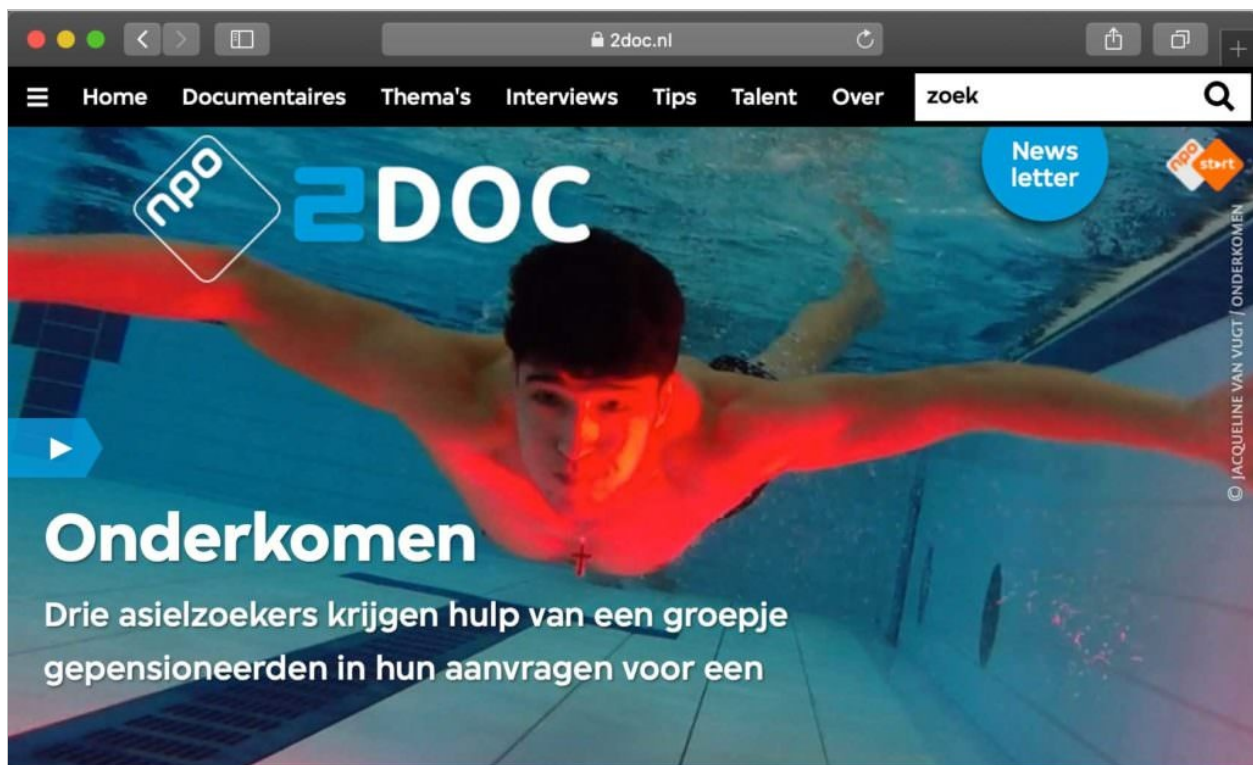 2doc.nl
Home Documentaires Thema's Interviews Tips Talent Over zoek
npo 2DOC
News
letter
npo start
© JACQUELINE VAN VUGT / ONDERKOMEN
Onderkomen
Drie asielzoekers krijgen hulp van een groepje
gepensioneerden in hun aanvragen voor een